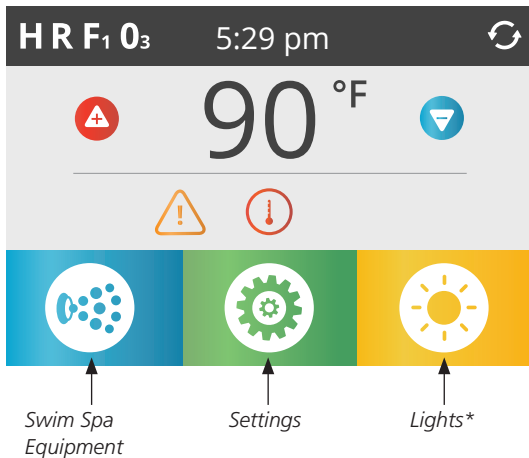 H R F1 03 5:29 pm
90 °F
Swim Spa Equipment
Settings
Lights*